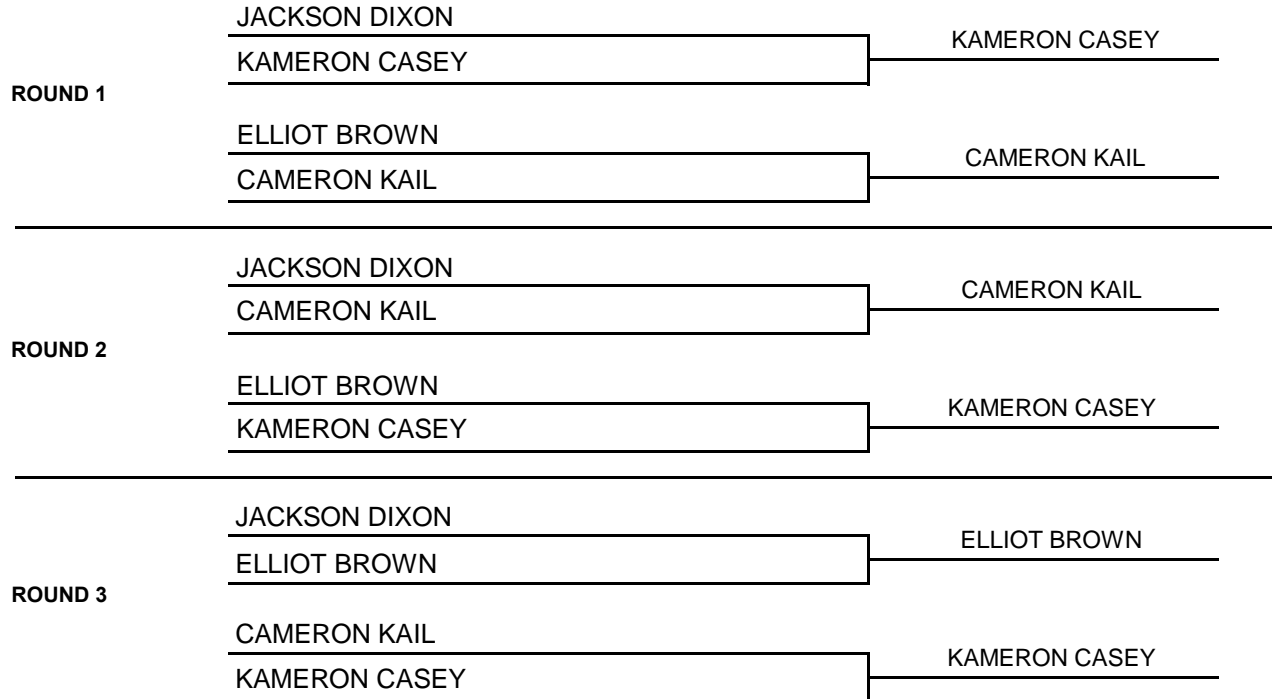 JACKSON DIXON
KAMERON CASEY
KAMERON CASEY
ROUND 1
ELLIOT BROWN
CAMERON KAIL
CAMERON KAIL
JACKSON DIXON
CAMERON KAIL
CAMERON KAIL
ROUND 2
ELLIOT BROWN
KAMERON CASEY
KAMERON CASEY
JACKSON DIXON
ELLIOT BROWN
ELLIOT BROWN
ROUND 3
CAMERON KAIL
KAMERON CASEY
KAMERON CASEY